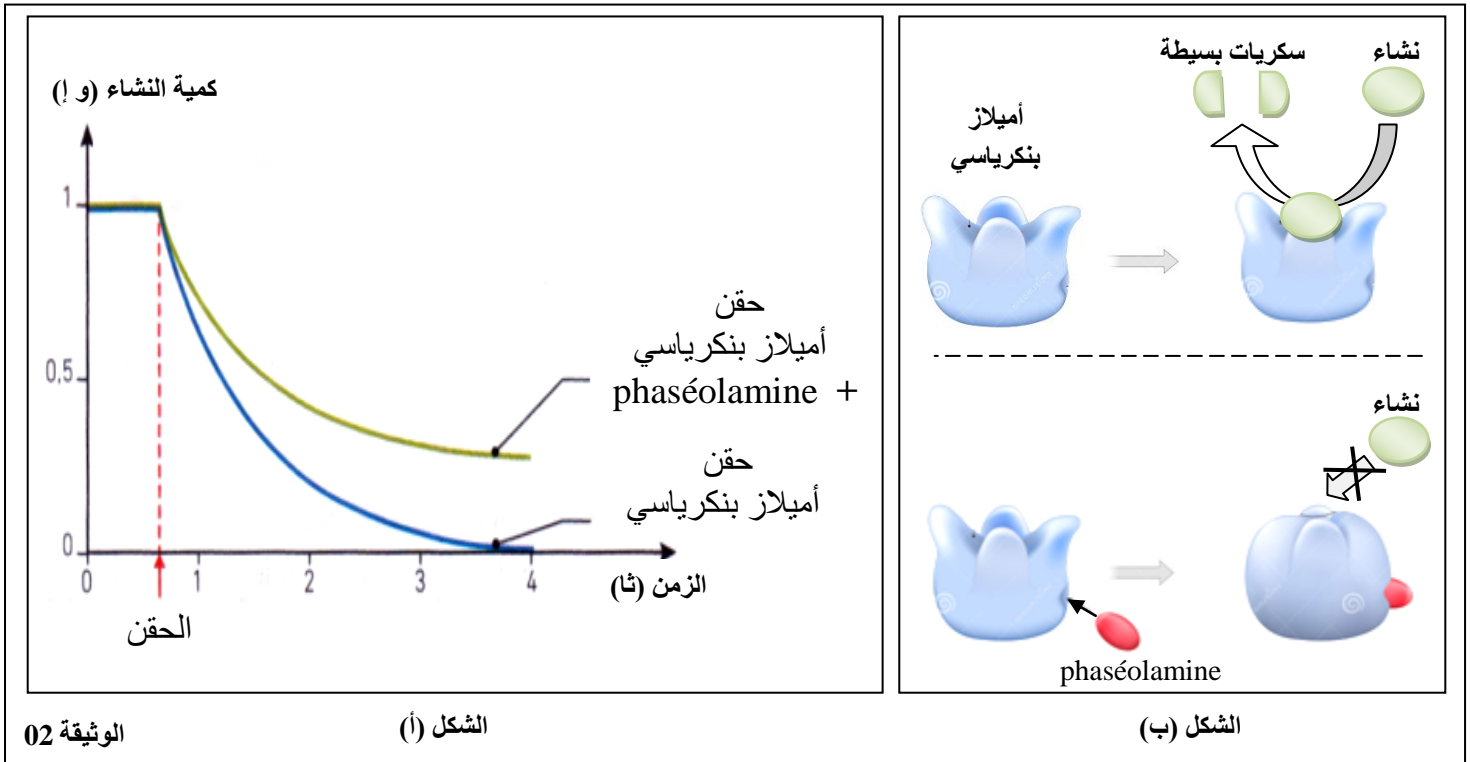 كمية النشاء (و إ)
1
0,5
0
0
1
2
3
4
الزمن (ثا)
الحقن
حقن
أميلاز بنكرياسي
phaséolamine +
حقن
أميلاز بنكرياسي
نشاء
سكريات بسيطة
أميلاز
بنكرياسي
نشاء
phaséolamine
الشكل (ب)
الشكل (أ)
الوثيقة 02